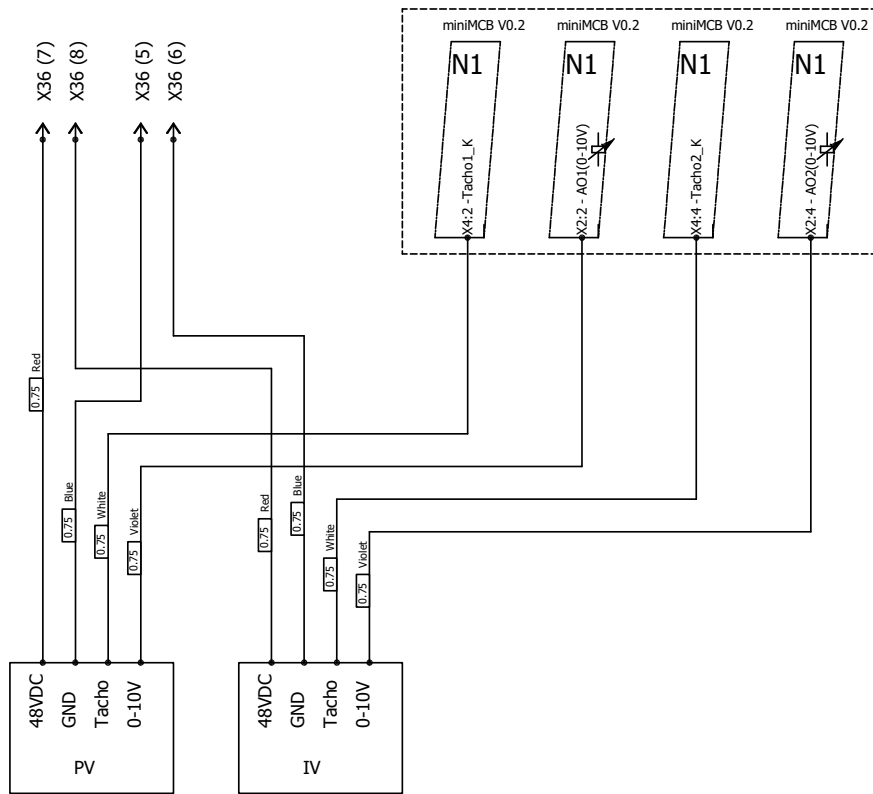 miniMCB V0.2
miniMCB V0.2
miniMCB V0.2
miniMCB V0.2
X36 (7)
X36 (8)
X36 (5)
X36 (6)
N1
N1
N1
N1
X4:2 -Tacho1_K
X2:2 - AO1(0-10V)
X4:4 -Tacho2_K
X2:4 - AO2(0-10V)
0.75 Red
0.75 Blue
0.75 White
0.75 Violet
0.75 Red
0.75 Blue
0.75 White
0.75 Violet
48VDC
GND
Tacho
0-10V
PV
48VDC
GND
Tacho
0-10V
IV